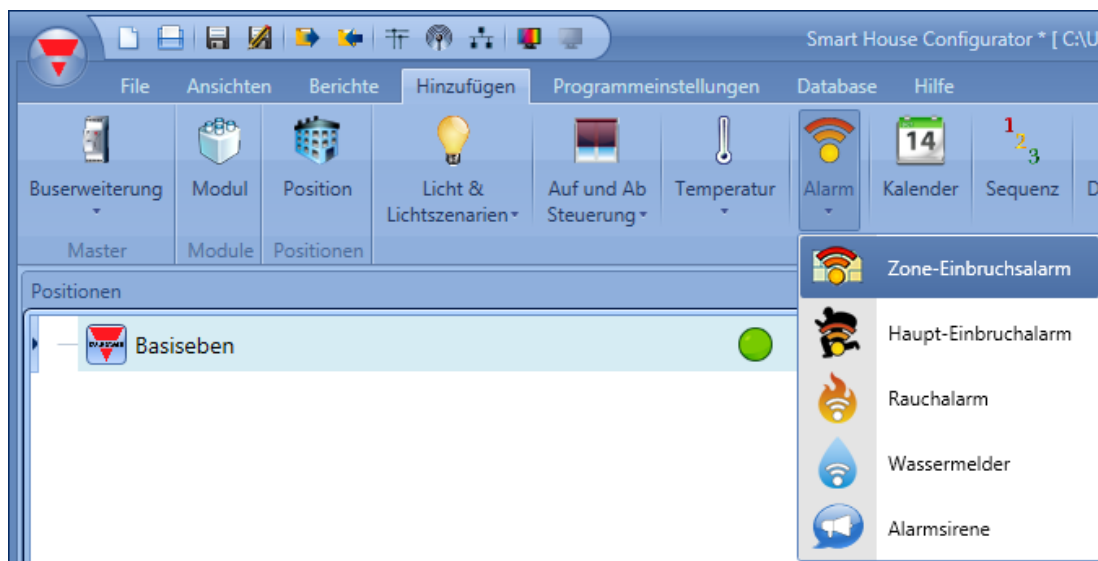 Smart House Configurator * [ C:\U
File Ansichten Berichte Hinzufügen Programmeinstellungen Database Hilfe
14
1 2 3
Buserweiterung Modul Position Licht & Auf und Ab Temperatur Alarm Kalender Sequenz D
Lichtszenarien Steuerung
Master Module Positionen
Positionen
Zone-Einbruchsalarm
Basiseben
Haupt-Einbruchalarm
Rauchalarm
Wassermelder
Alarmsirene